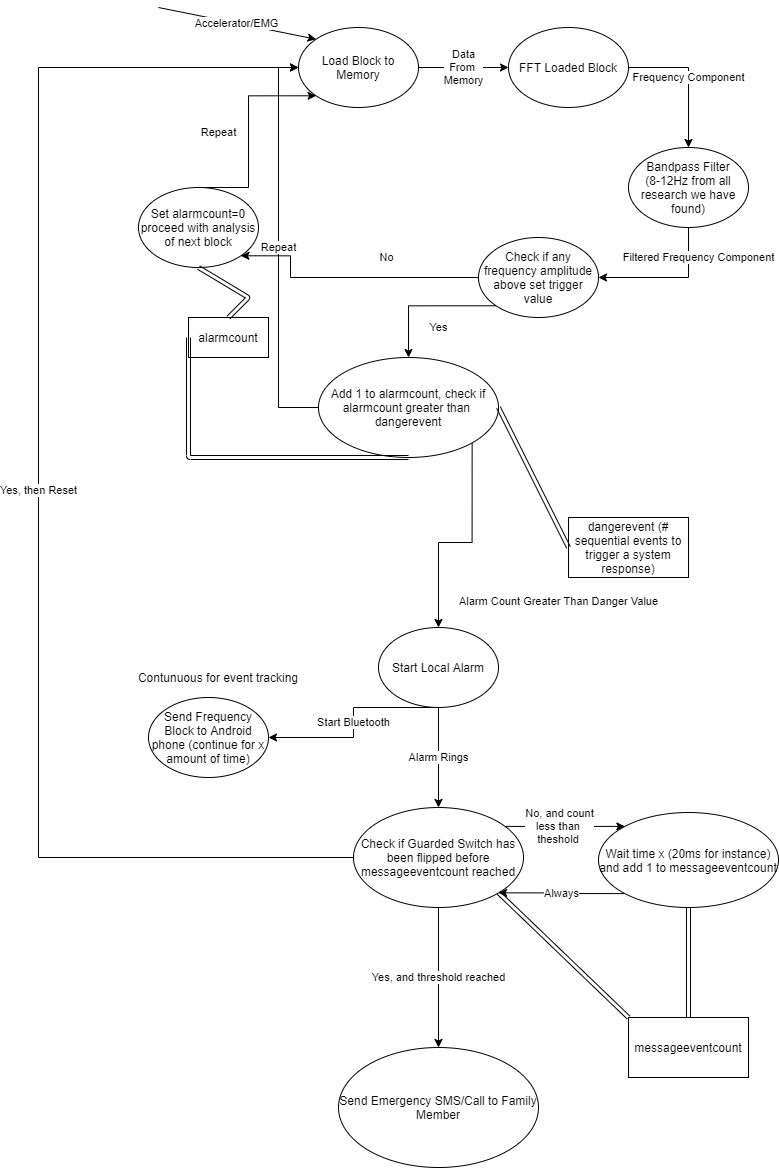 Accelerator/EMG
Load Block to
Memory
Data
From
Memory
FFT Loaded Block
Frequency Component
Repeat
Bandpass Filter
(8-12Hz from all
research we have
found)
Set alarmcount=0
proceed with analysis
of next block
Repeat
No
Check if any
frequency amplitude
above set trigger
value
Filtered Frequency Component
alarmcount
Yes
Add 1 to alarmcount, check if
alarmcount greater than
dangerevent
Yes, then Reset
dangerevent (#
sequential events to
trigger a system
response)
Alarm Count Greater Than Danger Value
Start Local Alarm
Contunuous for event tracking
Send Frequency
Block to Android
phone (continue for x
amount of time)
Start Bluetooth
Alarm Rings
No, and count
less than
theshold
Check if Guarded Switch has
been flipped before
messageeventcount reached
Wait time x (20ms for instance)
and add 1 to messageeventcount
Always
Yes, and threshold reached
messageeventcount
Send Emergency SMS/Call to Family
Member